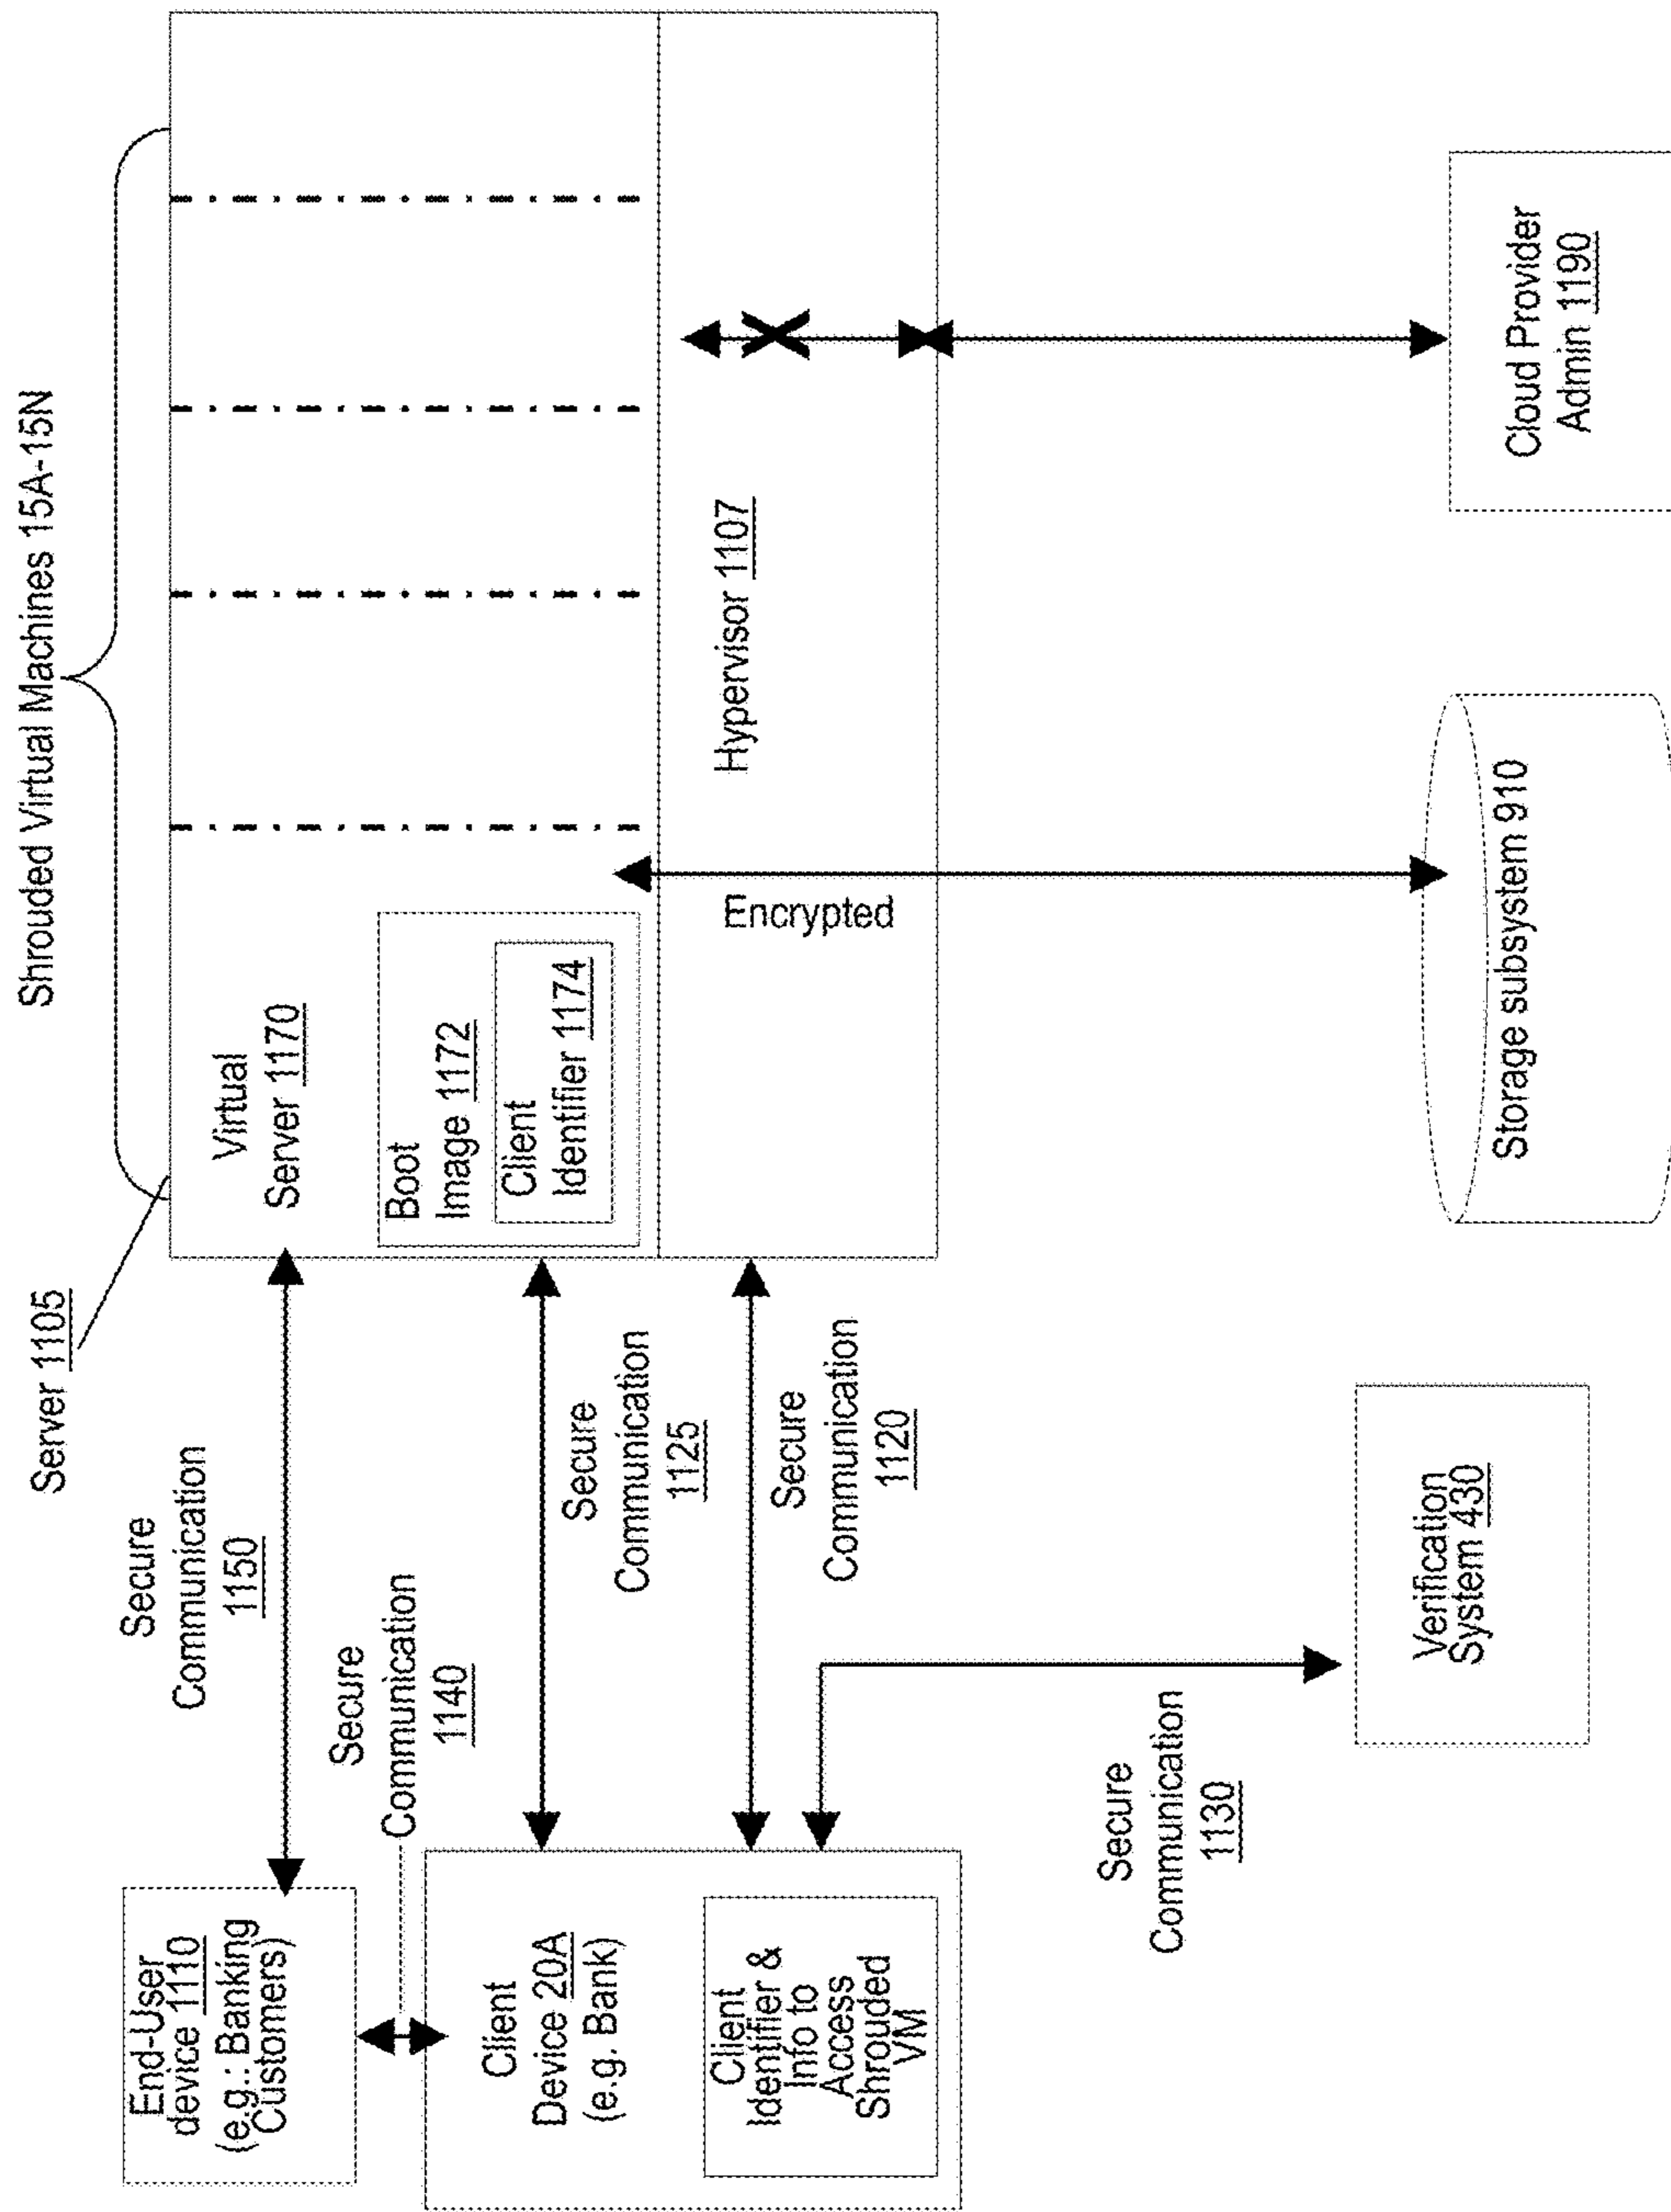 Shrouded Virtual Machines 15A-15N
Server 1105
Virtual
Server 1170
Boot
Image 1172
Client
Identifier 1174
Hypervisor 1107
Encrypted
Secure
Communication
1150
Secure
Communication
1140
Secure
Communication
1125
Secure
Communication
1120
Secure
Communication
1130
End-User
device 1110
(e.g.: Banking
Customers)
Client
Device 20A
(e.g. Bank)
Client
Identifier &
Info to
Access
Shrouded
VM
Verification
System 430
Storage subsystem 910
Cloud Provider
Admin 1190